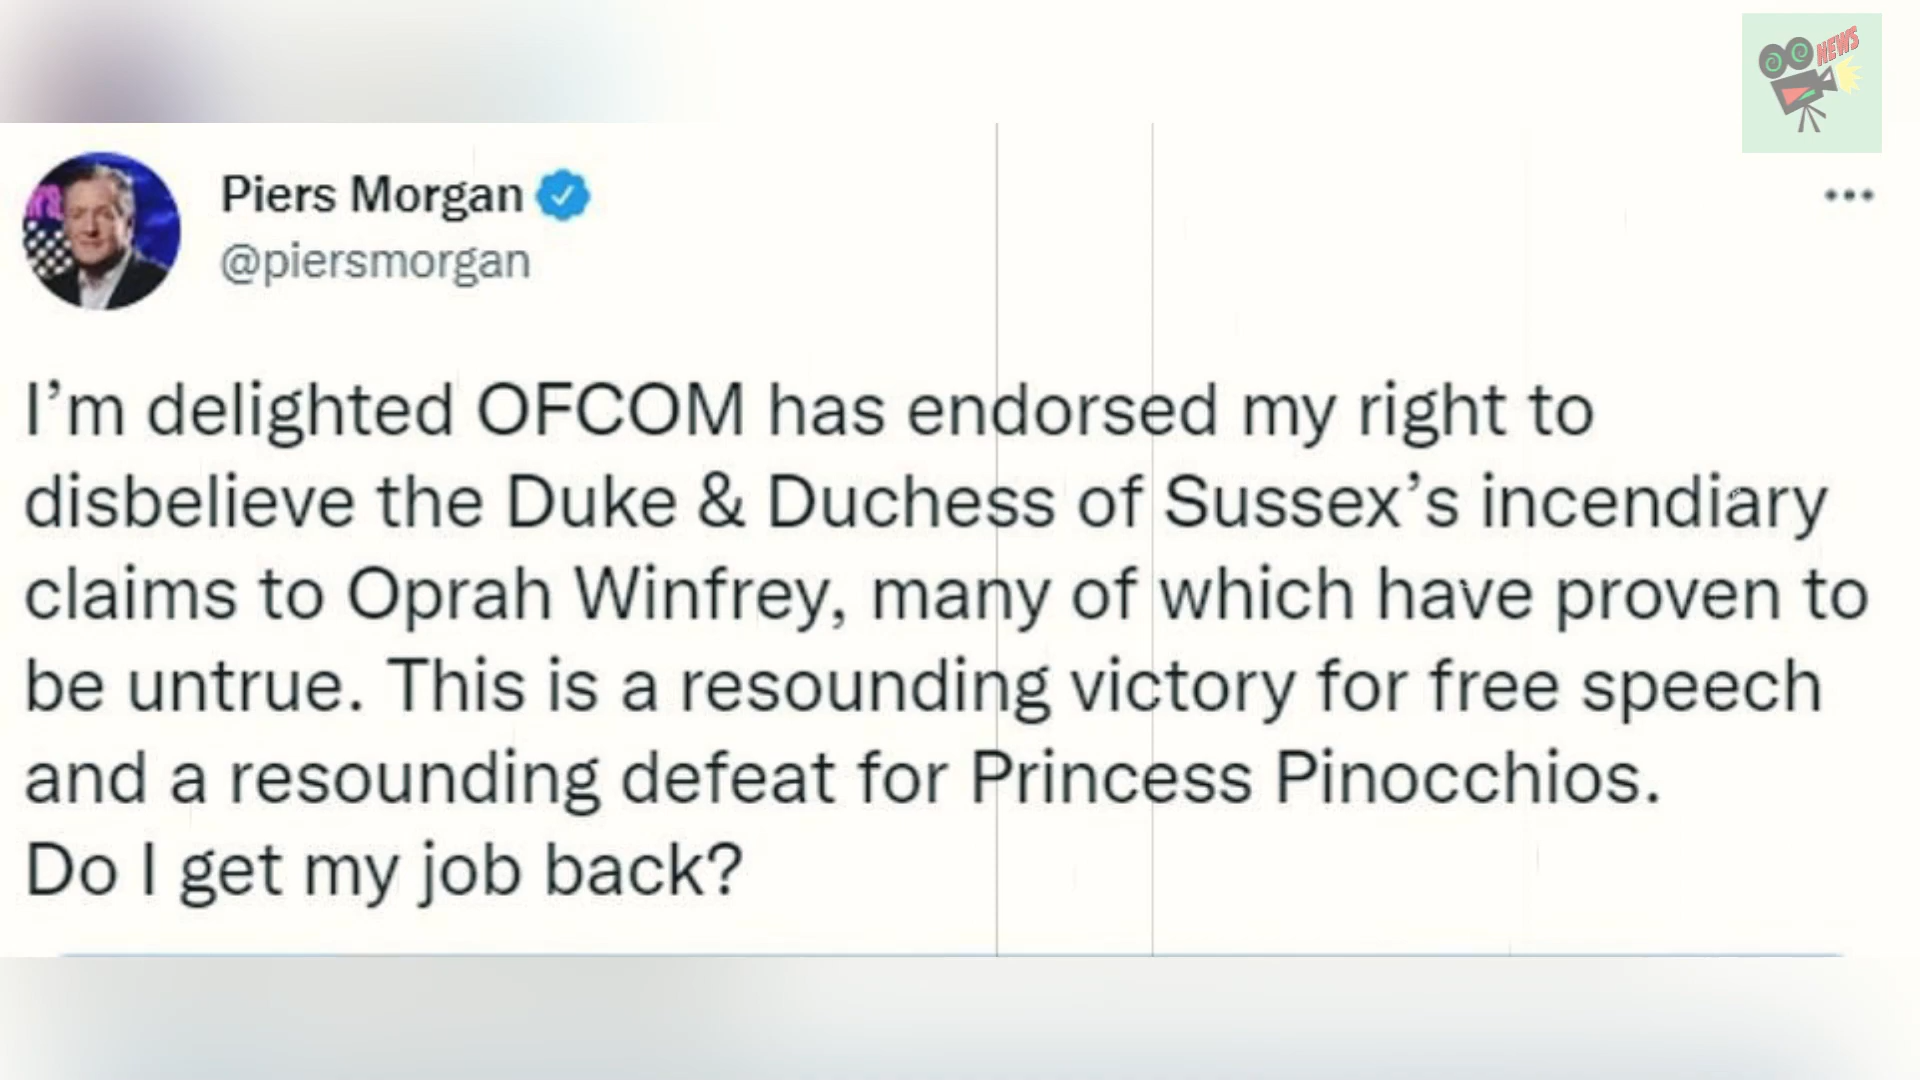 NEWS
Piers Morgan
@piersmorgan
I’m delighted OFCOM has endorsed my right to
disbelieve the Duke & Duchess of Sussex’s incendiary
claims to Oprah Winfrey, many of which have proven to
be untrue. This is a resounding victory for free speech
and a resounding defeat for Princess Pinocchios.
Do I get my job back?